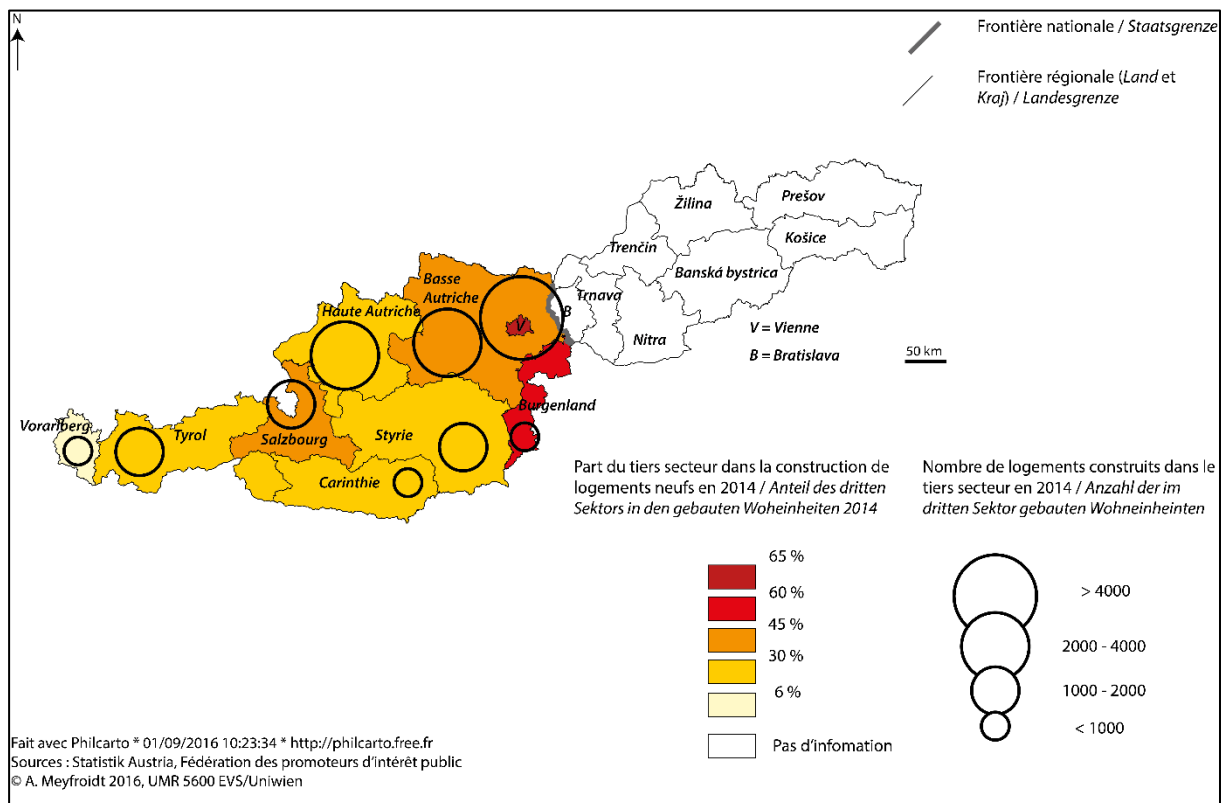 N
Frontière nationale / Staatsgrenze
Frontière régionale (Land et
Kraj) / Landesgrenze
Žilina
Prešov
Trenčin
Košice
Banská bystrica
Basse
Autriche
Trnava
B
Haute Autriche
V
Nitra
V = Vienne
B = Bratislava
50 km
Burgenland
Vorarlberg
Tyrol
Salzbourg
Styrie
Carinthie
Part du tiers secteur dans la construction de
logements neufs en 2014 / Anteil des dritten
Sektors in den gebauten Woheinheiten 2014
65 %
60 %
45 %
30 %
6 %
Pas d'infomation
Nombre de logements construits dans le
tiers secteur en 2014 / Anzahl der im
dritten Sektor gebauten Wohneinheinten
> 4000
2000 - 4000
1000 - 2000
< 1000
Fait avec Philcarto * 01/09/2016 10:23:34 * http://philcarto.free.fr
Sources : Statistik Austria, Fédération des promoteurs d'intérêt public
© A. Meyfroidt 2016, UMR 5600 EVS/Uniwien